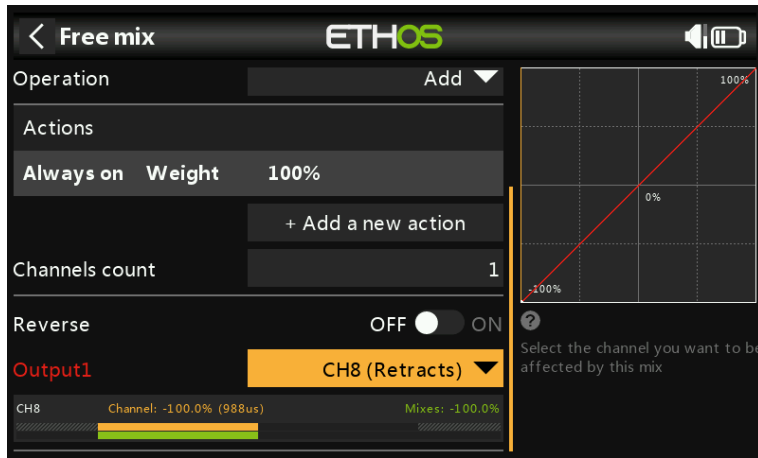 Free mix
ETHOS
Operation
Add
Actions
Always on Weight 100%
+ Add a new action
Channels count
1
Reverse
OFF ON
Output1
CH8 (Retracts)
CH8 Channel: -100.0% (988us) Mixes: -100.0%
100%
0%
-100%
?
Select the channel you want to be
affected by this mix